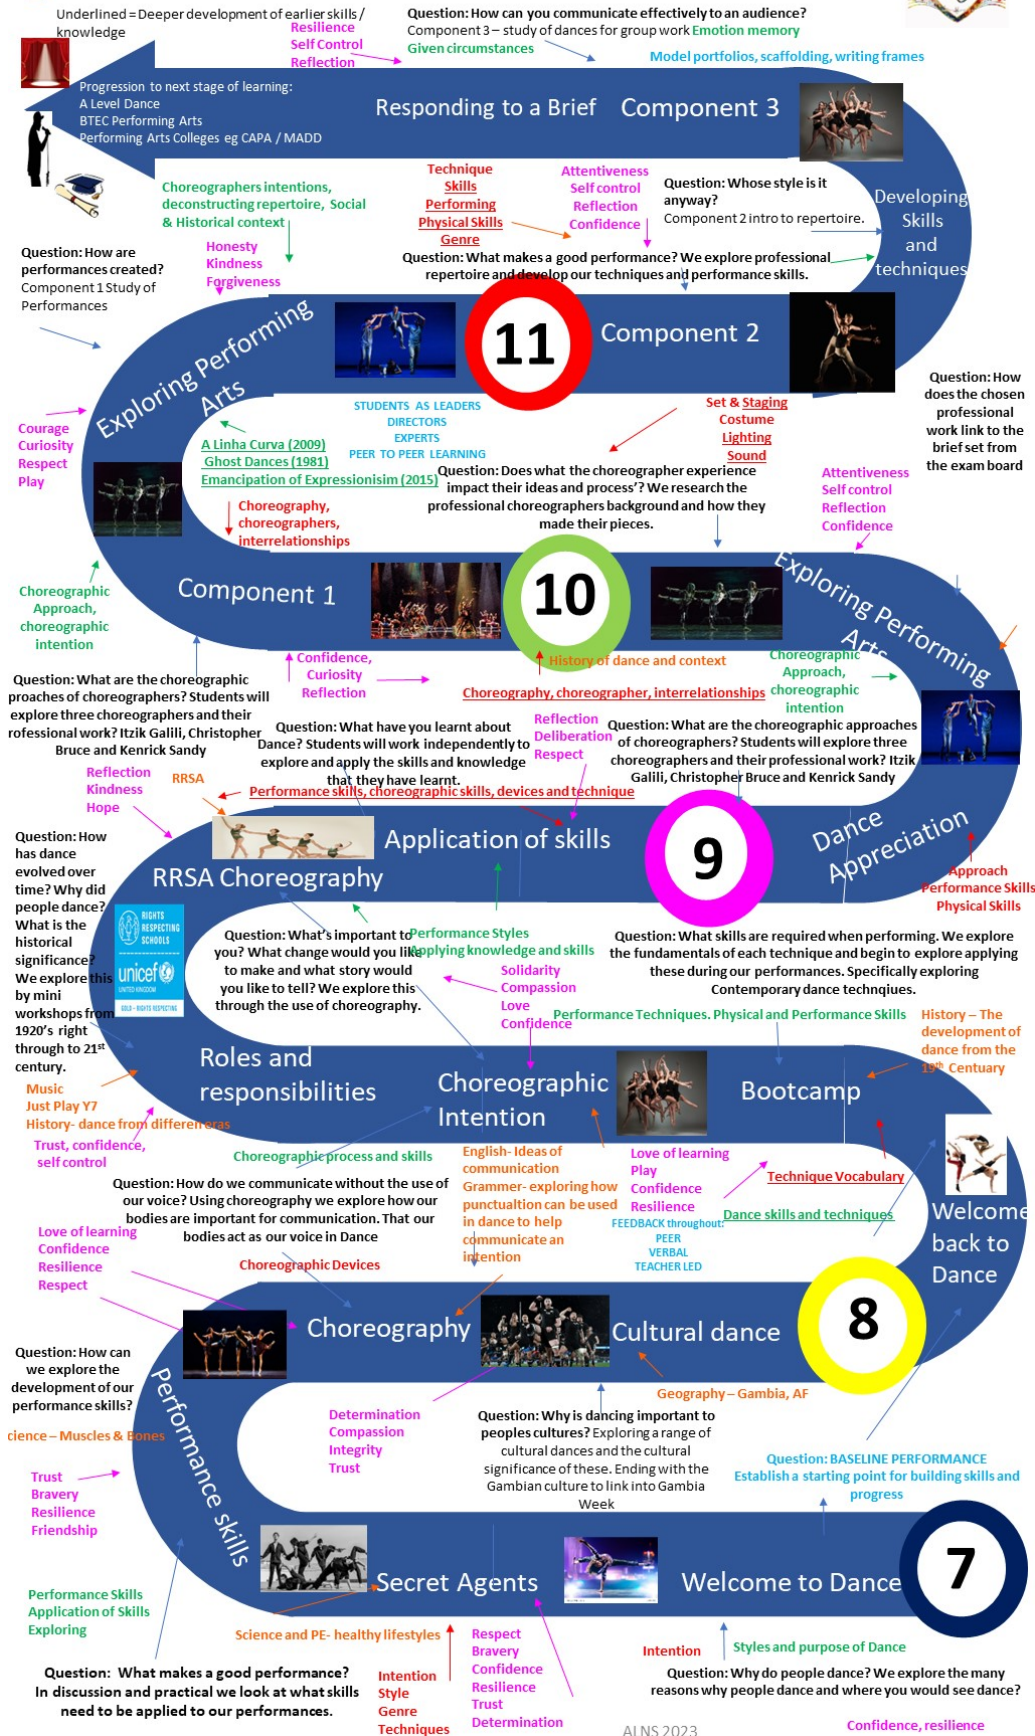 Underlined = Deeper development of earlier skills /
knowledge
Resilience
Self Control
Reflection
Question: How can you communicate effectively to an audience?
Component 3 – study of dances for group work Emotion memory
Given circumstances
Model portfolios, scaffolding, writing frames
Progression to next stage of learning:
A Level Dance
BTEC Performing Arts
Performing Arts Colleges eg CAPA / MADD
Responding to a Brief
Component 3
Choreographers intentions,
deconstructing repertoire, Social
& Historical context
Technique
Skills
Performing
Physical Skills
Genre
Attentiveness
Self control
Reflection
Confidence
Question: Whose style is it
anyway?
Component 2 intro to repertoire.
Developing
Skills
and
techniques
Question: How are
performances created?
Component 1 Study of
Performances
Honesty
Kindness
Forgiveness
Question: What makes a good performance? We explore professional
repertoire and develop our techniques and performance skills.
Exploring Performing
Arts
11
Component 2
Courage
Curiosity
Respect
Play
STUDENTS AS LEADERS
DIRECTORS
EXPERTS
PEER TO PEER LEARNING
A Linha Curva (2009)
Ghost Dances (1981)
Emancipation of Expressionisim (2015)
Set & Staging
Costume
Lighting
Sound
Question: How
does the chosen
professional
work link to the
brief set from
the exam board
Question: Does what the choreographer experience
impact their ideas and process'? We research the
professional choreographers background and how they
made their pieces.
Attentiveness
Self control
Reflection
Confidence
Choreography,
choreographers,
interrelationships
Choreographic
Approach,
choreographic
intention
Component 1
10
Exploring Performing
Arts
Question: What are the choreographic
proaches of choreographers? Students will
explore three choreographers and their
rofessional work? Itzik Galili, Christopher
Bruce and Kenrick Sandy
Confidence,
Curiosity
Reflection
History of dance and context
Choreography, choreographer, interrelationships
Choreographic
Approach,
choreographic
intention
Question: What have you learnt about
Dance? Students will work independently to
explore and apply the skills and knowledge
that they have learnt.
Reflection
Deliberation
Respect
Question: What are the choreographic approaches
of choreographers? Students will explore three
choreographers and their professional work? Itzik
Galili, Christopher Bruce and Kenrick Sandy
Reflection
Kindness
Hope
RRSA
Performance skills, choreographic skills, devices and technique
Application of skills
9
Dance
Appreciation
RRSA Choreography
Approach
Performance Skills
Physical Skills
Question: How
has dance
evolved over
time? Why did
people dance?
What is the
historical
significance?
We explore this
by mini
workshops from
1920's right
through to 21st
century.
RIGHTS
RESPECTING
SCHOOLS
unicef
UNITED KINGDOM
GOLD – RIGHTS RESPECTING
Question: What's important to
you? What change would you like
to make and what story would
you like to tell? We explore this
through the use of choreography.
Performance Styles
Applying knowledge and skills
Solidarity
Compassion
Love
Confidence
Question: What skills are required when performing. We explore
the fundamentals of each technique and begin to explore applying
these during our performances. Specifically exploring
Contemporary dance technqiues.
Performance Techniques. Physical and Performance Skills
History – The
development of
dance from the
19th Centuary
Roles and
responsibilities
Choreographic
Intention
Bootcamp
Music
Just Play Y7
History- dance from differen eras
Trust, confidence,
self control
Choreographic process and skills
English- Ideas of
communication
Grammer- exploring how
punctualtion can be used
in dance to help
communicate an
intention
Love of learning
Play
Confidence
Resilience
FEEDBACK throughout:
PEER
VERBAL
TEACHER LED
Technique Vocabulary
Dance skills and techniques
Welcome
back to
Dance
Question: How do we communicate without the use of
our voice? Using choreography we explore how our
bodies are important for communication. That our
bodies act as our voice in Dance
Love of learning
Confidence
Resilience
Respect
Choreographic Devices
Choreography
Cultural dance
8
Question: How can
we explore the
development of our
performance skills?
cience – Muscles & Bones
Performance skills
Geography – Gambia, AF
Determination
Compassion
Integrity
Trust
Question: Why is dancing important to
peoples cultures? Exploring a range of
cultural dances and the cultural
significance of these. Ending with the
Gambian culture to link into Gambia
Week
Question: BASELINE PERFORMANCE
Establish a starting point for building skills and
progress
Trust
Bravery
Resilience
Friendship
Secret Agents
Welcome to Dance
7
Performance Skills
Application of Skills
Exploring
Science and PE- healthy lifestyles
Intention
Style
Genre
Techniques
Respect
Bravery
Confidence
Resilience
Trust
Determination
Intention
Styles and purpose of Dance
Question: What makes a good performance?
In discussion and practical we look at what skills
need to be applied to our performances.
Question: Why do people dance? We explore the many
reasons why people dance and where you would see dance?
ALNS 2023
Confidence, resilience